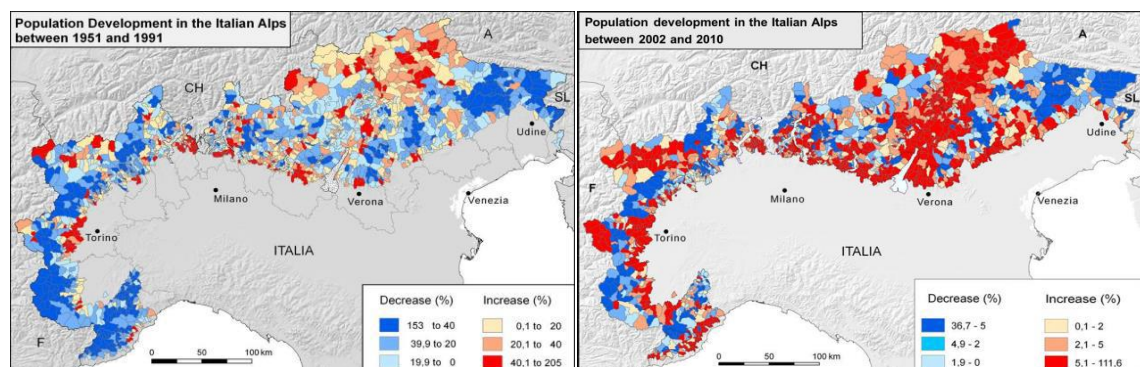 Population Development in the Italian Alps
between 1951 and 1991
A
CH
SL
Udine
Milano
Verona
Venezia
F
Torino
ITALIA
Decrease (%)
Increase (%)
153 to 40
0,1 to 20
39,9 to 20
20,1 to 40
19,9 to 0
40,1 to 205
0 50 100 km
Population development in the Italian Alps
between 2002 and 2010
A
CH
SL
Udine
F
Milano
Verona
Venezia
Torino
ITALIA
Decrease (%)
Increase (%)
36,7 - 5
0,1 - 2
4,9 - 2
2,1 - 5
1,9 - 0
5,1 - 111,6
0 50 100 km